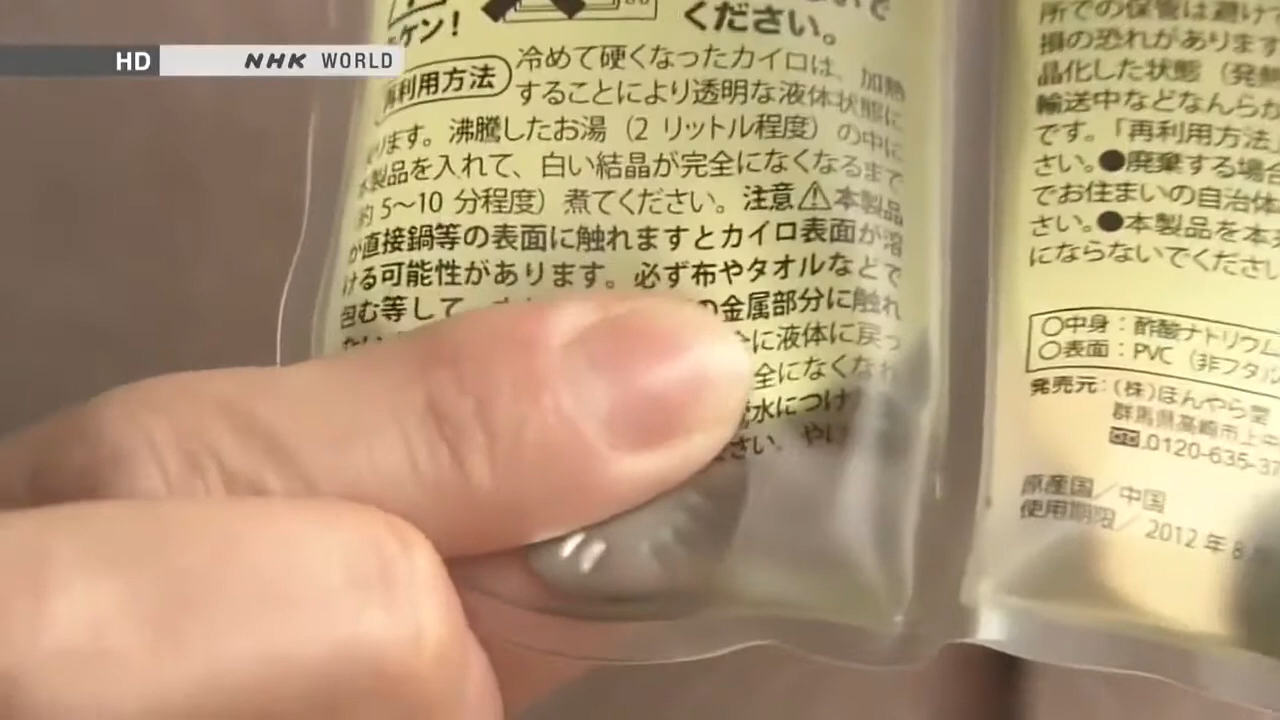 HD NHK WORLD
ケン!
ください。
再利用方法 冷めて硬くなったカイロは、加熱
することにより透明な液体状態に
ります。沸騰したお湯(2 リットル程度)の中に
本製品を入れて、白い結晶が完全になくなるまで
約 5〜10 分程度)煮てください。注意⚠本製品
が直接鍋等の表面に触れますとカイロ表面が溶
ける可能性があります。必ず布やタオルなどで
包む等して
の金属部分に触れ
に液体に戻っ
全になくなれ
水につけ
さい。やけ
所での保管は避け
損の恐れがあります
晶化した状態(発熱
輸送中などなんらか
です。「再利用方法」
さい。●廃棄する場合
でお住まいの自治体
さい。●本製品を本
にならないでください
○中身:酢酸ナトリウム
○表面:PVC(非フタル
発売元:(株)ほんやら堂
群馬県高崎市上中
0120-635-37
原産国/中国
使用期限/2012年8